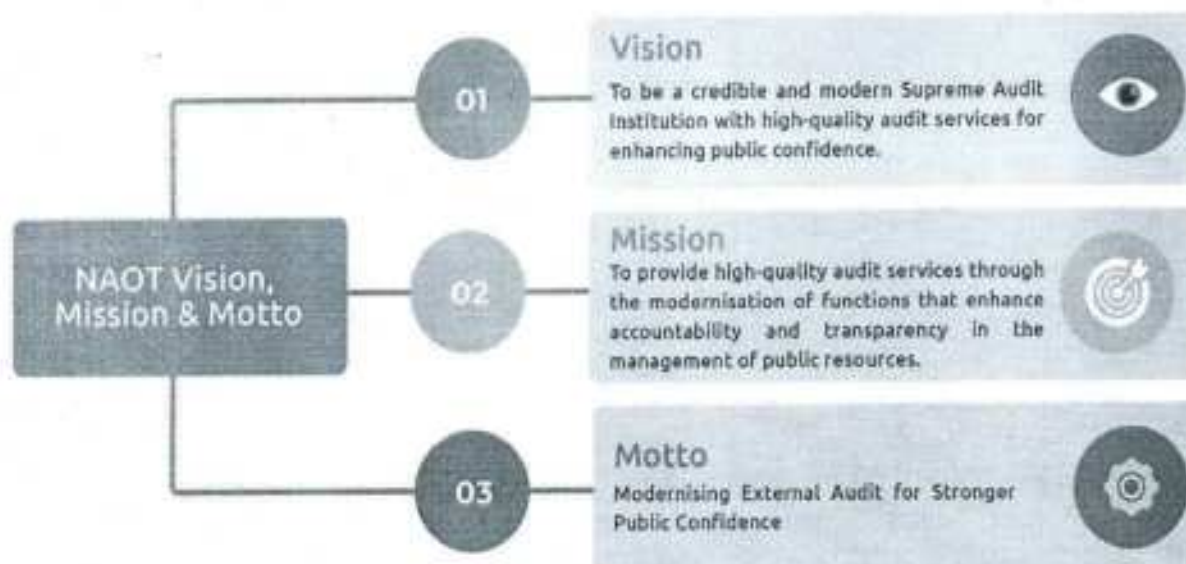 NAOT Vision,
Mission & Motto
01
Vision
To be a credible and modern Supreme Audit
Institution with high-quality audit services for
enhancing public confidence.
02
Mission
To provide high-quality audit services through
the modernisation of functions that enhance
accountability and transparency in the
management of public resources.
03
Motto
Modernising External Audit for Stronger
Public Confidence